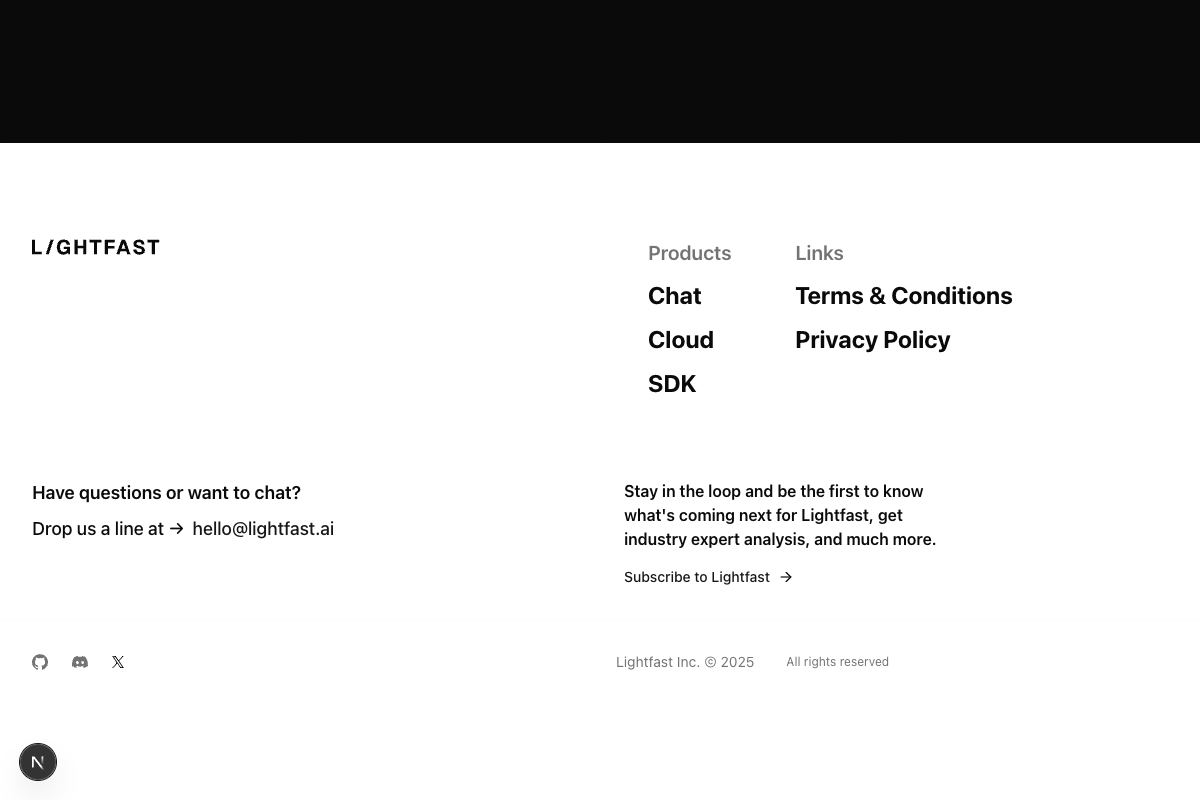 L/GHTFAST
Products
Chat
Cloud
SDK
Links
Terms & Conditions
Privacy Policy
Have questions or want to chat?
Drop us a line at → hello@lightfast.ai
Stay in the loop and be the first to know
what's coming next for Lightfast, get
industry expert analysis, and much more.
Subscribe to Lightfast →
Lightfast Inc. © 2025
All rights reserved
N